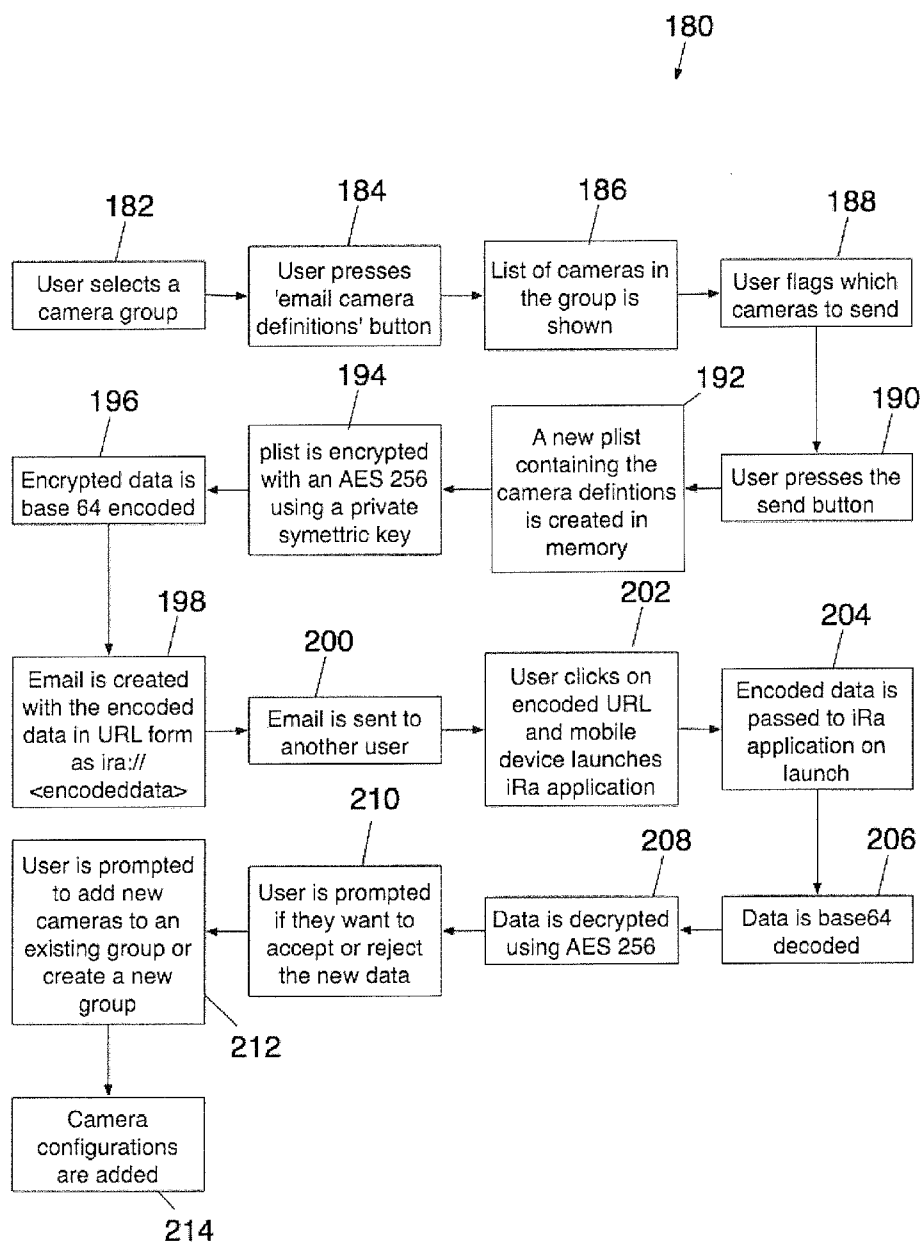 180
182
User selects a
camera group
184
User presses
'email camera
definitions' button
186
List of cameras in
the group is
shown
188
User flags which
cameras to send
190
User presses the
send button
192
A new plist
containing the
camera defintions
is created in
memory
194
plist is encrypted
with an AES 256
using a private
symettric key
196
Encrypted data is
base 64 encoded
198
Email is created
with the encoded
data in URL form
as ira://
<encodeddata>
200
Email is sent to
another user
202
User clicks on
encoded URL
and mobile
device launches
iRa application
204
Encoded data is
passed to iRa
application on
launch
206
Data is base64
decoded
208
Data is decrypted
using AES 256
210
User is prompted
if they want to
accept or reject
the new data
User is prompted
to add new
cameras to an
existing group or
create a new
group
212
Camera
configurations
are added
214